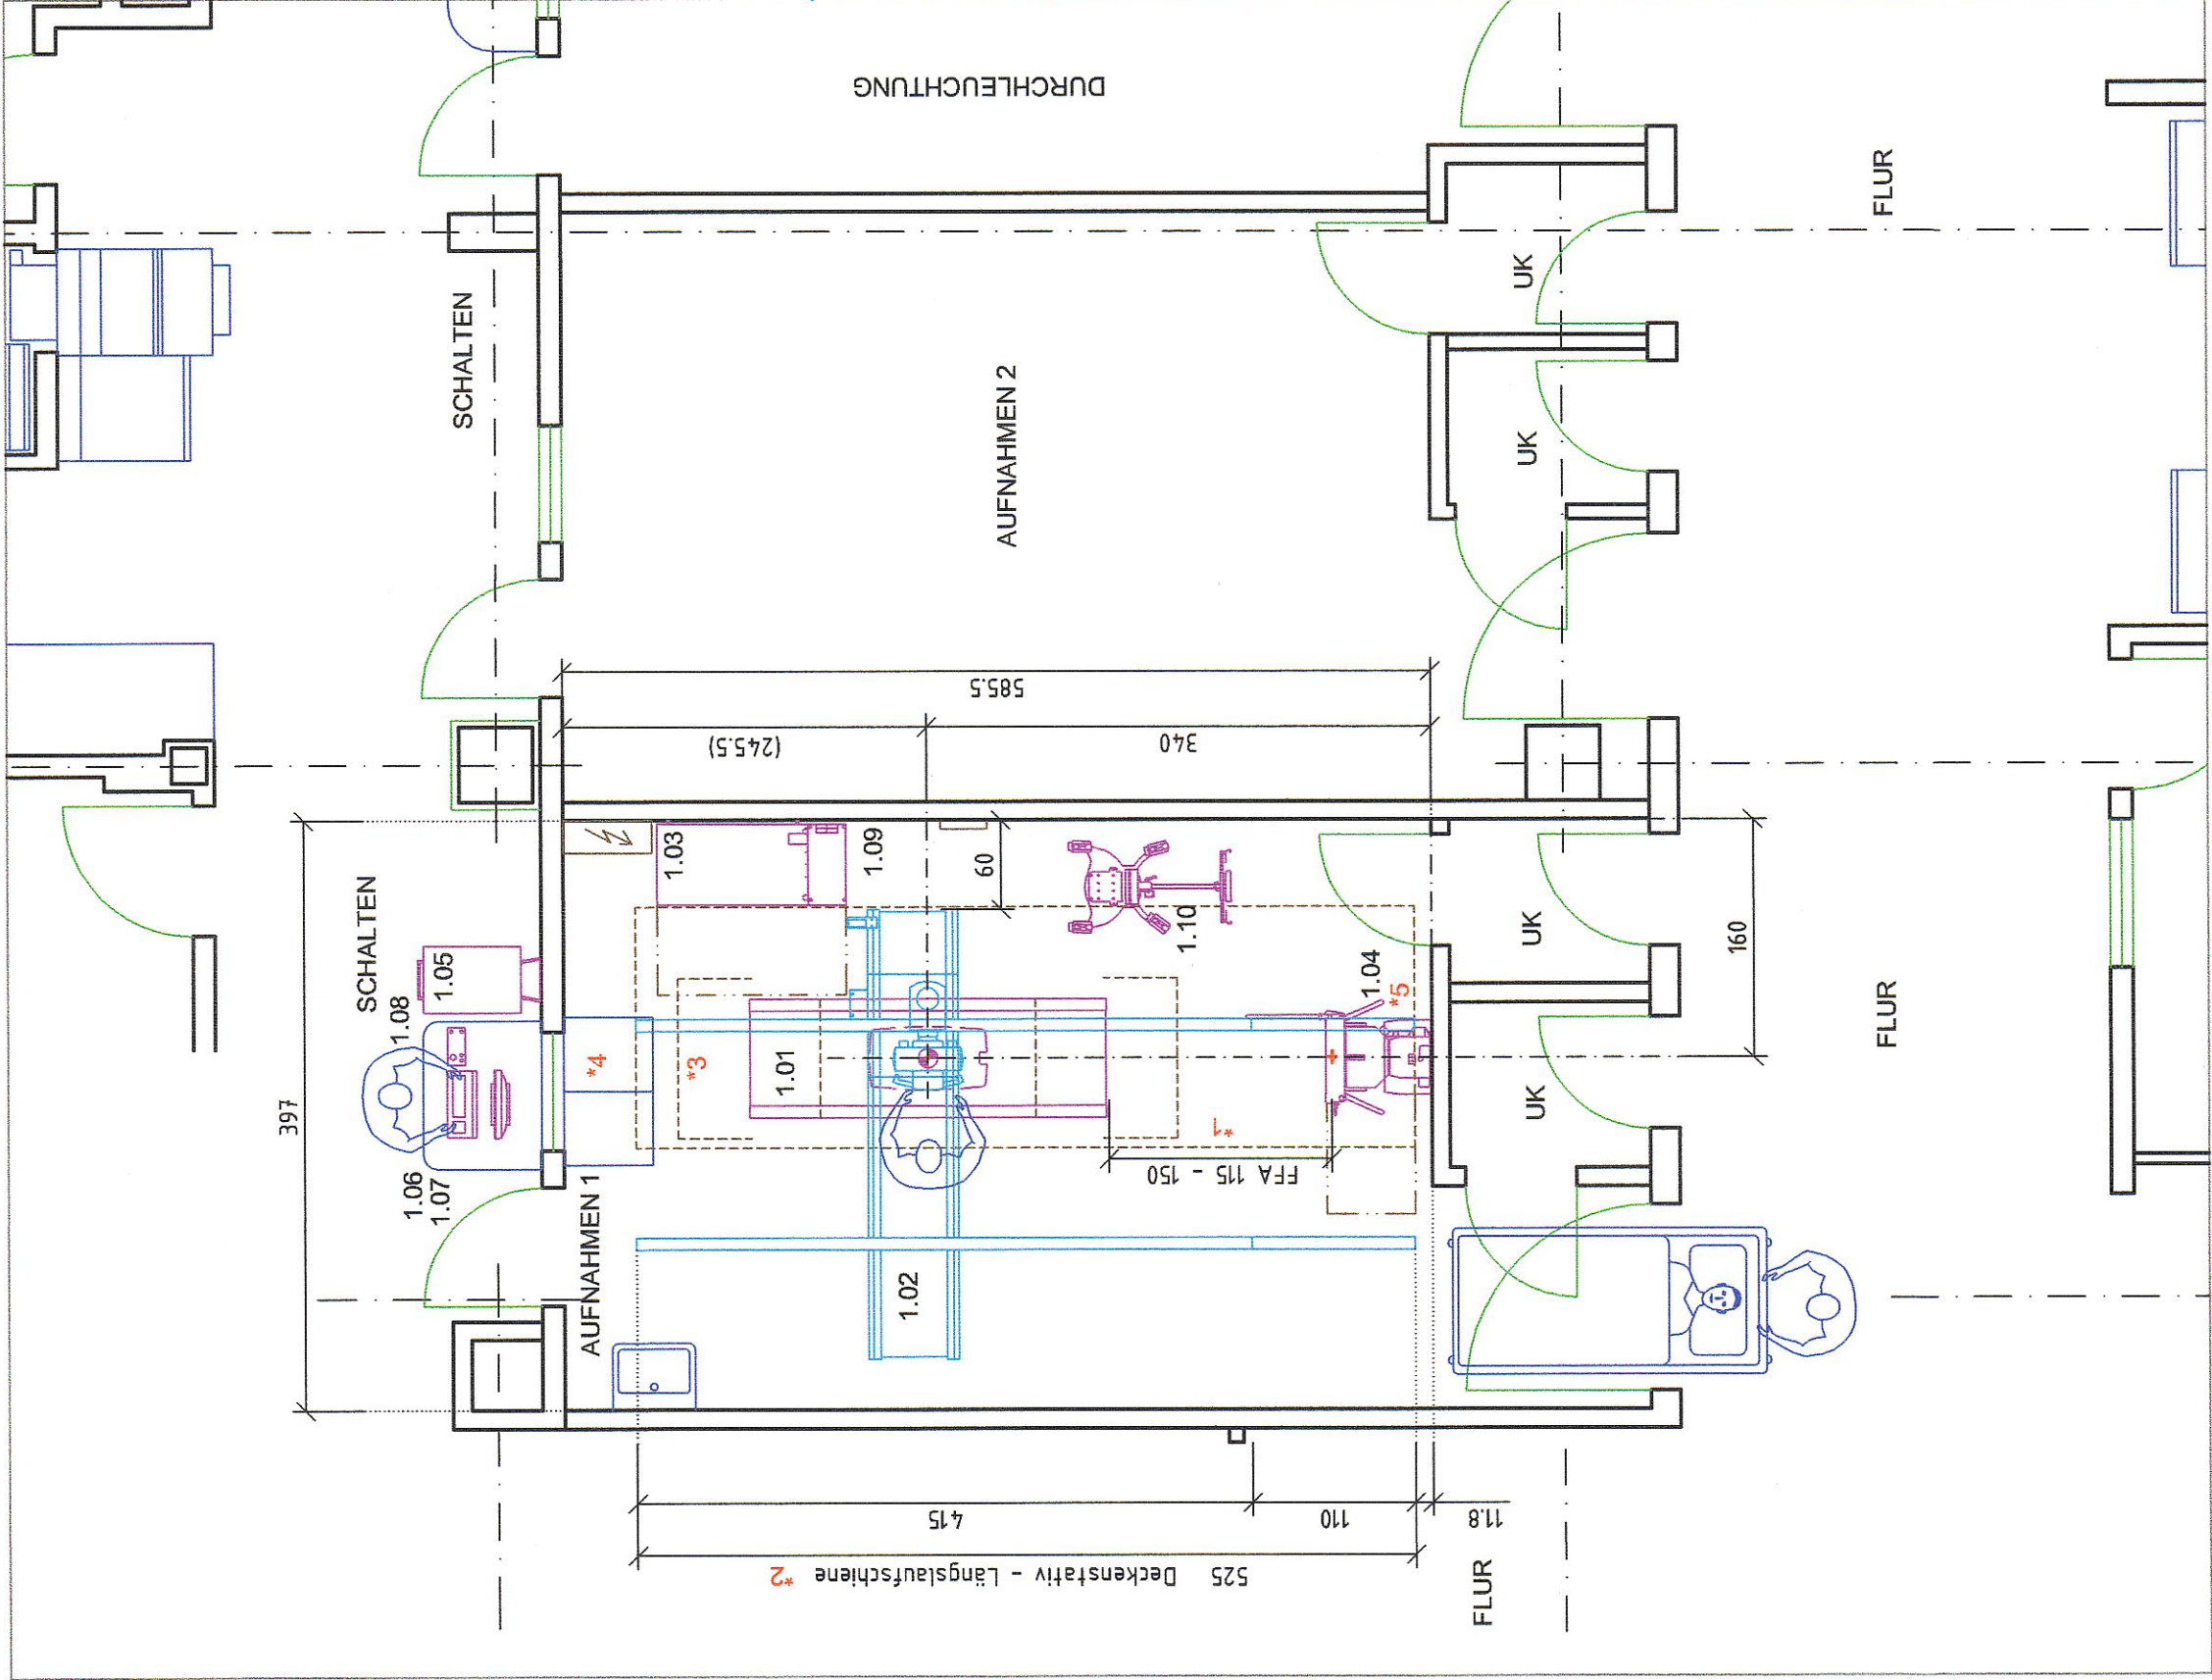 DURCHLEUCHTUNG
FLUR
SCHALTEN
UK
AUFNAHMEN 2
UK
585.5
(245.5)
340
SCHALTEN
397
1.03
1.09
60
1.10
1.05
1.08
1.04
*5
UK
160
FLUR
*4
*3
1.01
UK
*1
FFA 115 - 150
1.06
1.07
AUFNAHMEN 1
1.02
415
110
11.8
525 Deckenstativ - Längslaufschiene *2
FLUR